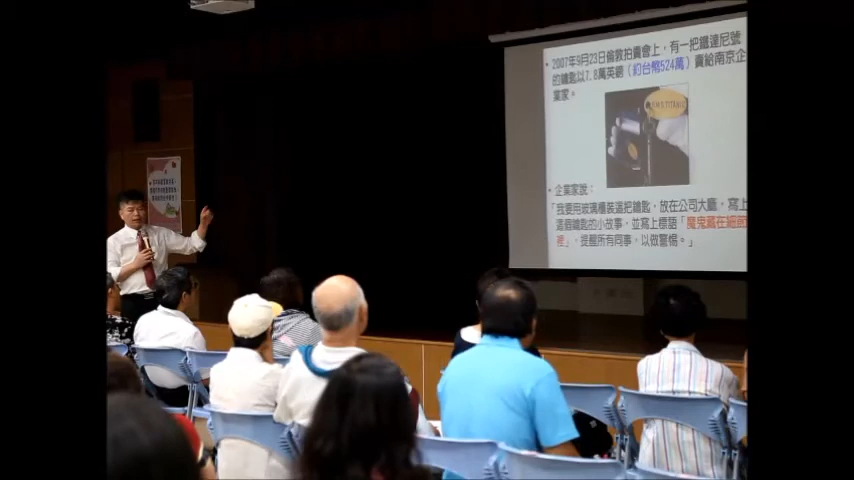 2007年9月23日倫敦拍賣會上，有一把鐵達尼號
的鑰匙以7.8萬英鎊（約台幣524萬）賣給南京企
業家。
企業家說：
「我要用玻璃櫃裝這把鑰匙，放在公司大廳，寫上
這個鑰匙的小故事，並寫上標語「魔鬼藏在細節
裡」，提醒所有同事，以做警惕。」